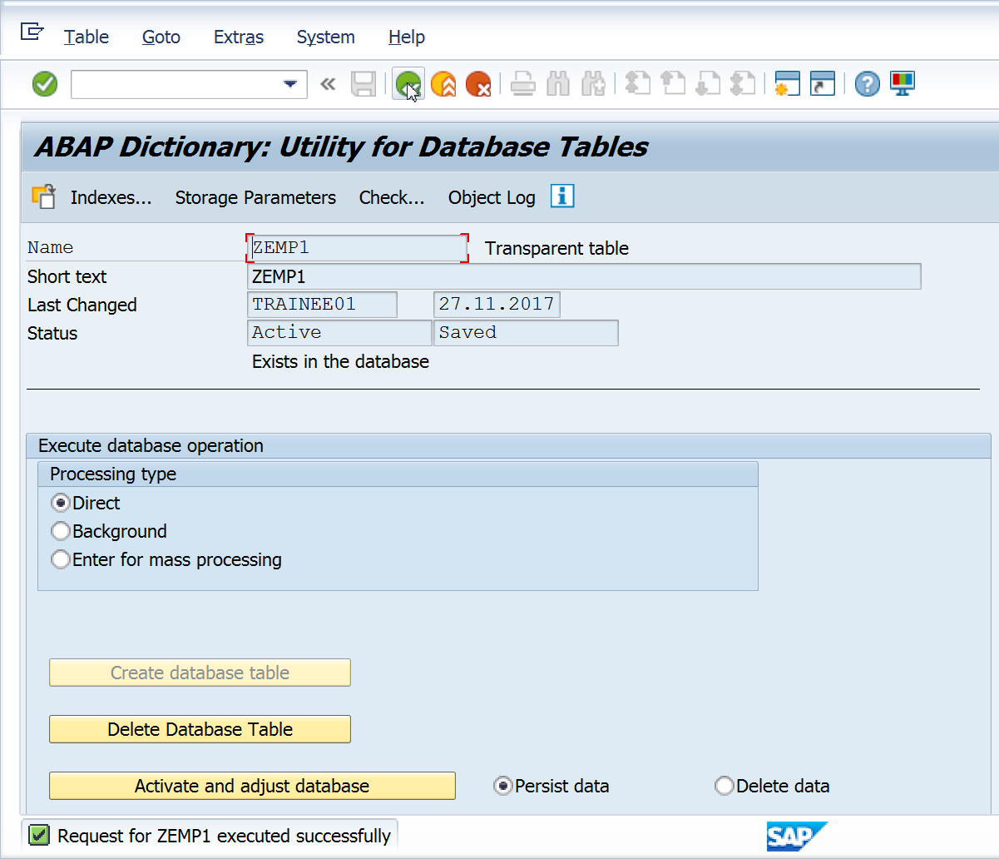 Table Goto Extras System Help
ABAP Dictionary: Utility for Database Tables
Indexes... Storage Parameters Check... Object Log
Name ZEMP1 Transparent table
Short text ZEMP1
Last Changed TRAINEE01 27.11.2017
Status Active Saved
Exists in the database
Execute database operation
Processing type
Direct
Background
Enter for mass processing
Create database table
Delete Database Table
Activate and adjust database Persist data Delete data
Request for ZEMP1 executed successfully SAP